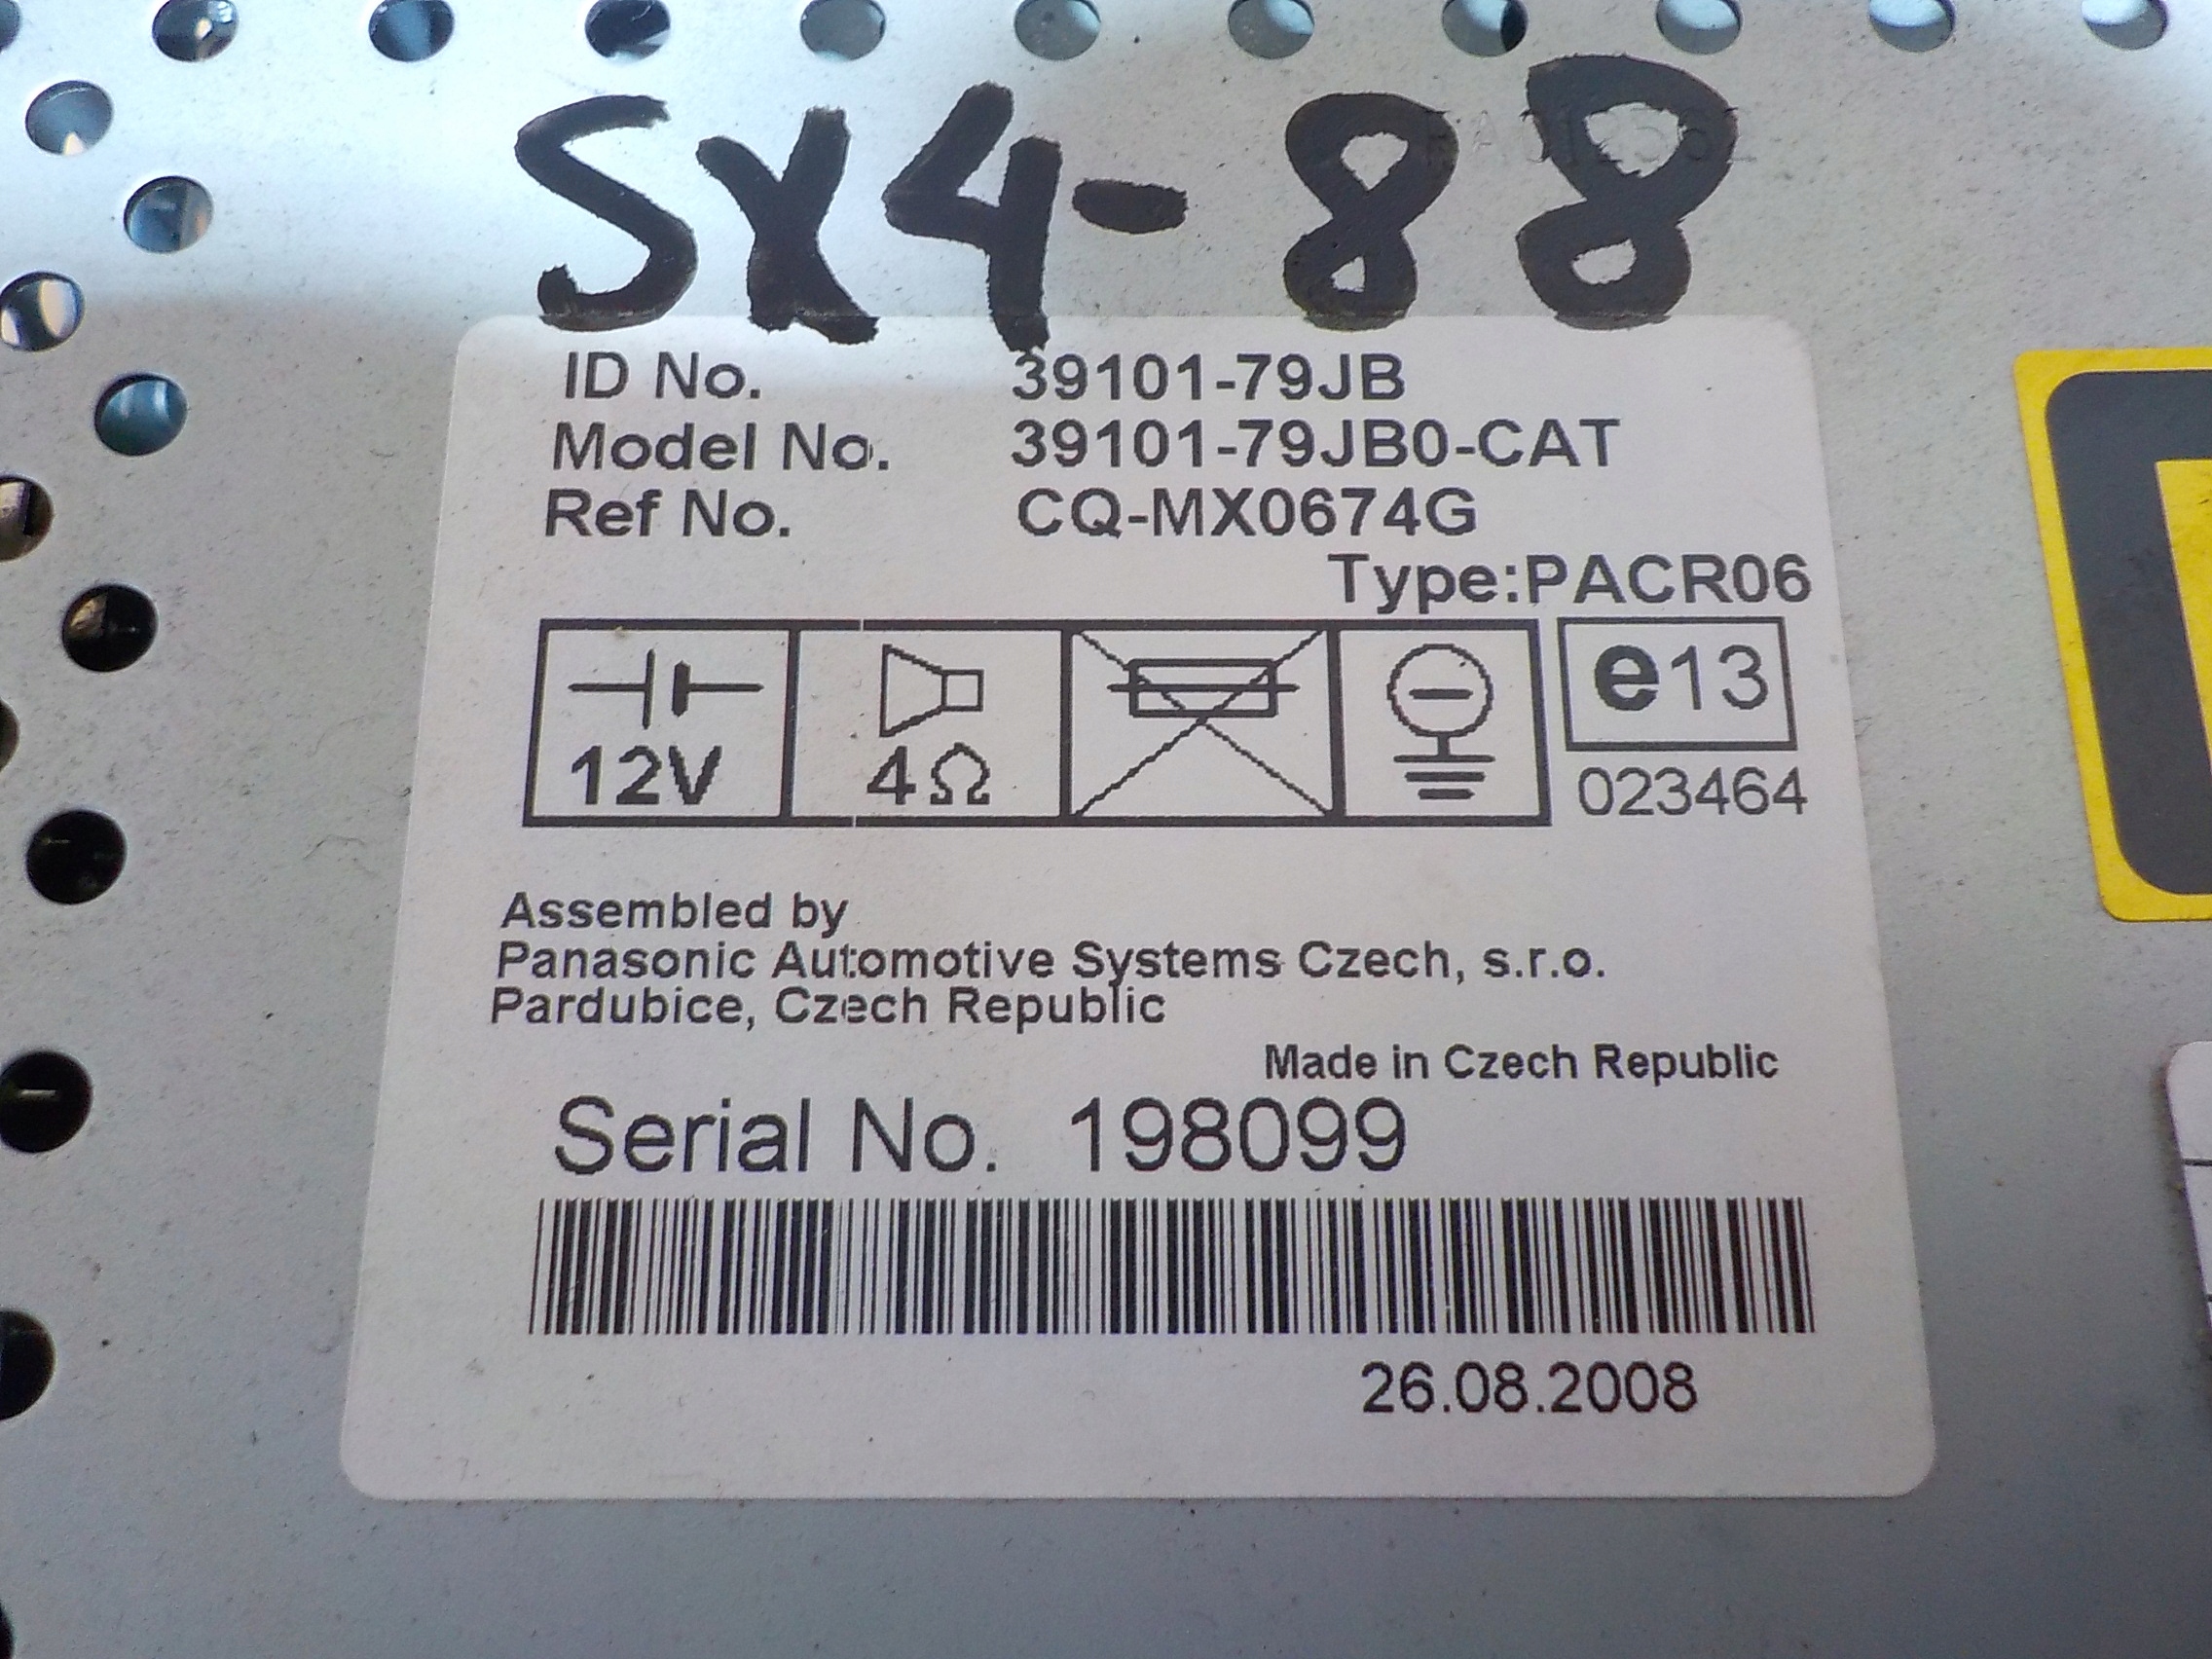 SX4-88
ID No. 39101-79JB
Model No. 39101-79JB0-CAT
Ref No. CQ-MX0674G
Type:PACR06
12V 4Ω e13
023464
Assembled by
Panasonic Automotive Systems Czech, s.r.o.
Pardubice, Czech Republic
Made in Czech Republic
Serial No. 198099
26.08.2008